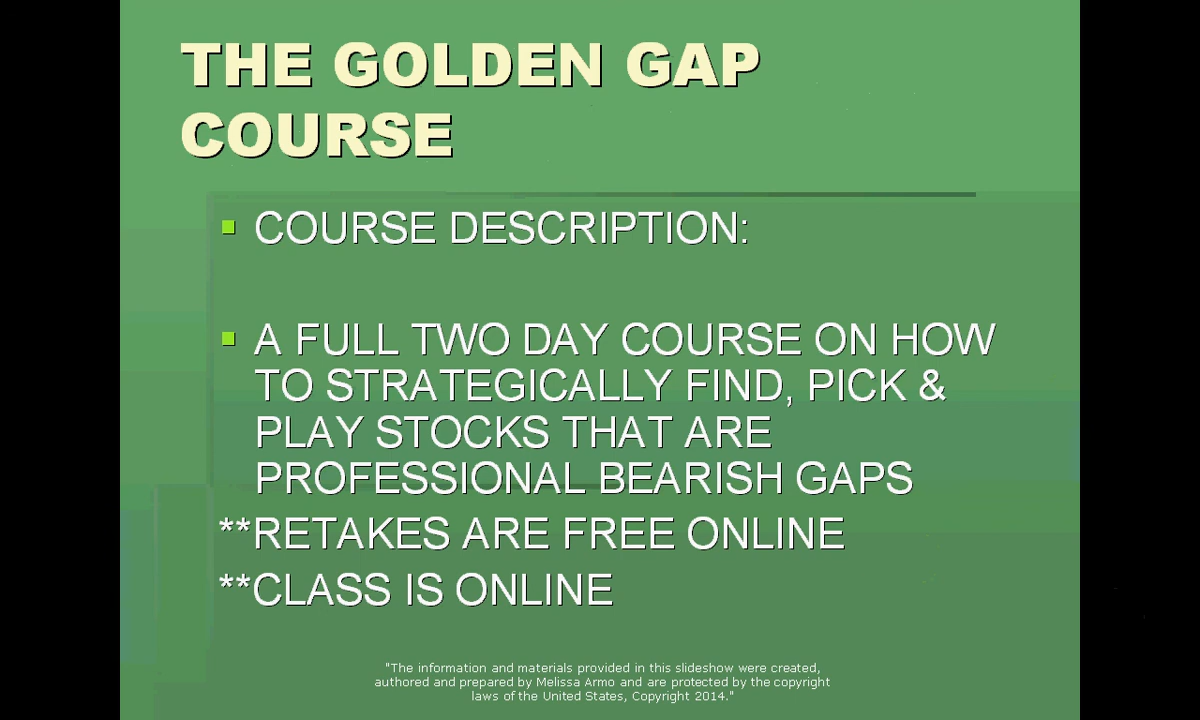 THE GOLDEN GAP
COURSE
COURSE DESCRIPTION:
A FULL TWO DAY COURSE ON HOW
TO STRATEGICALLY FIND, PICK &
PLAY STOCKS THAT ARE
PROFESSIONAL BEARISH GAPS
**RETAKES ARE FREE ONLINE
**CLASS IS ONLINE
"The information and materials provided in this slideshow were created,
authored and prepared by Melissa Armo and are protected by the copyright
laws of the United States, Copyright 2014."